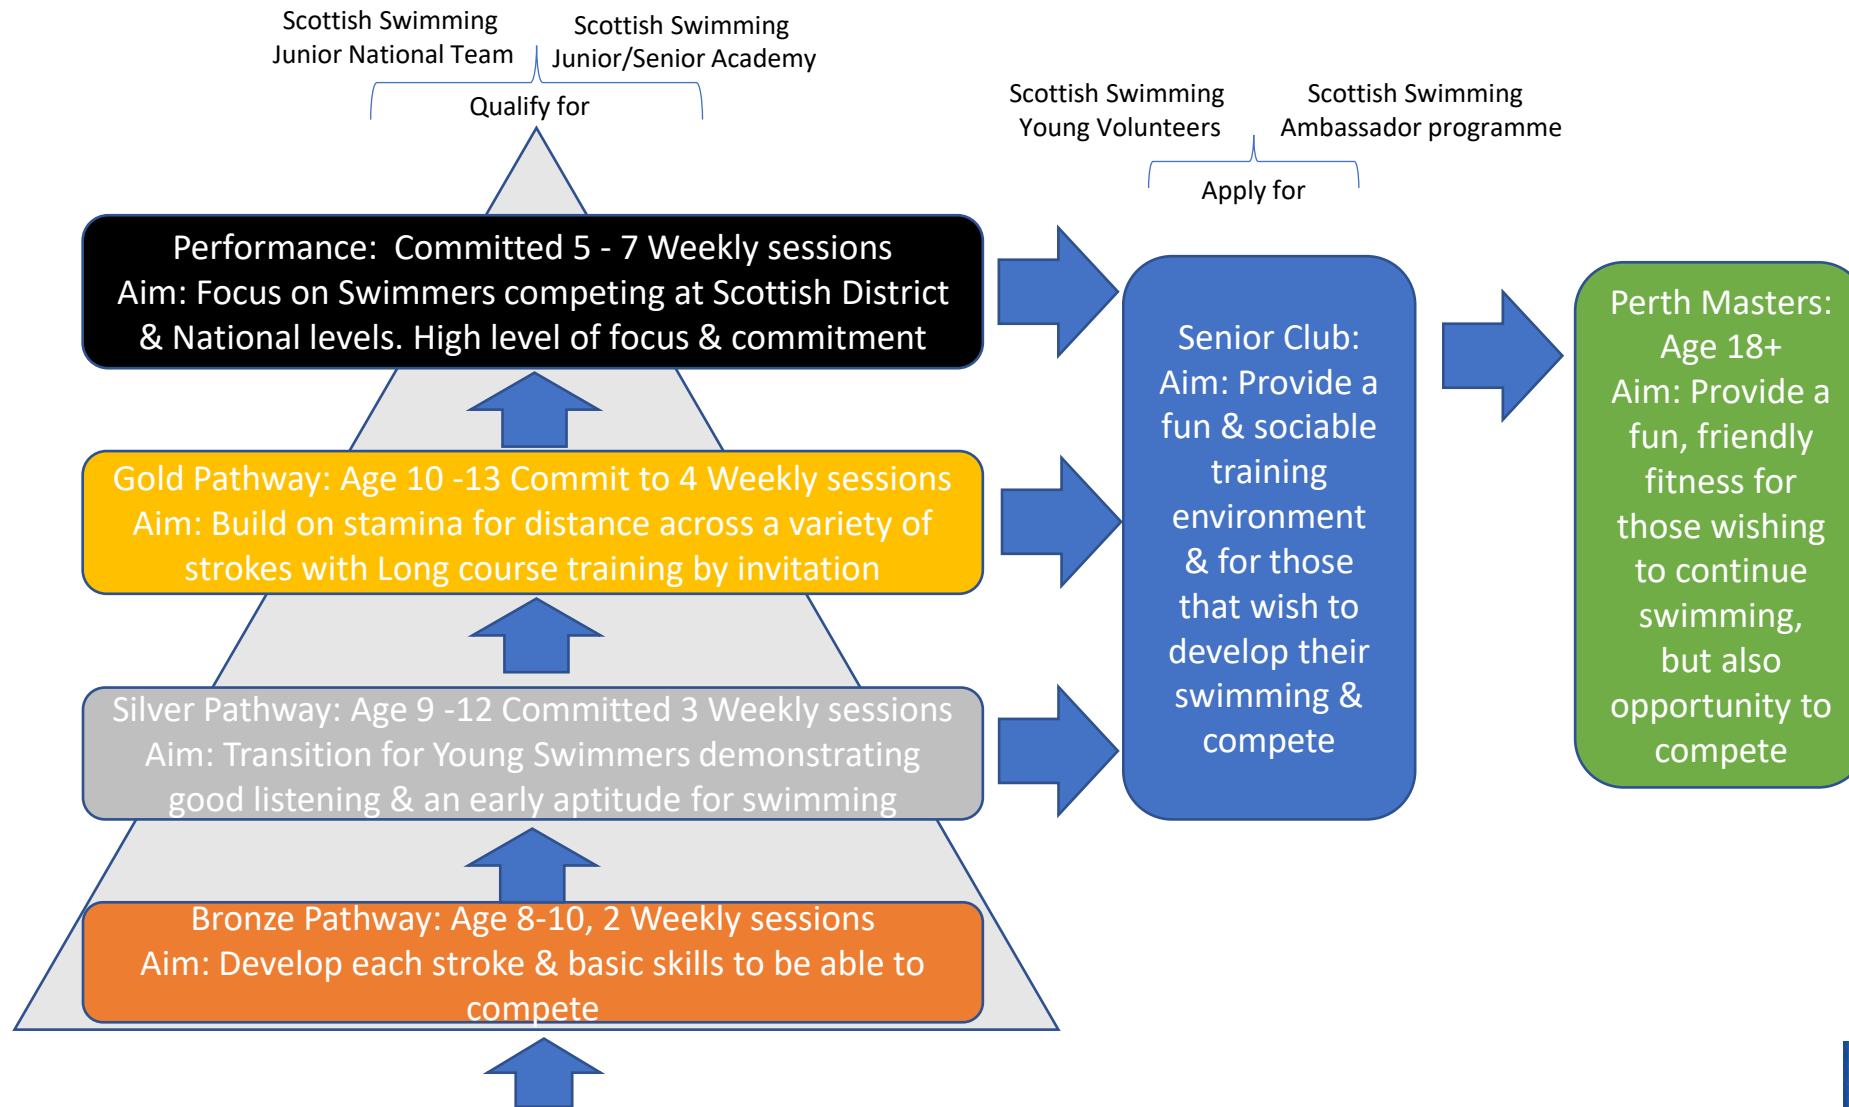 Scottish Swimming
Junior National Team
Scottish Swimming
Junior/Senior Academy
Qualify for
Scottish Swimming
Young Volunteers
Scottish Swimming
Ambassador programme
Apply for
Performance:  Committed 5 - 7 Weekly sessions
Aim: Focus on Swimmers competing at Scottish District
& National levels. High level of focus & commitment
Gold Pathway: Age 10 -13 Commit to 4 Weekly sessions
Aim: Build on stamina for distance across a variety of
strokes with Long course training by invitation
Silver Pathway: Age 9 -12 Committed 3 Weekly sessions
Aim: Transition for Young Swimmers demonstrating
good listening & an early aptitude for swimming
Bronze Pathway: Age 8-10, 2 Weekly sessions
Aim: Develop each stroke & basic skills to be able to
compete
Senior Club:
Aim: Provide a
fun & sociable
training
environment
& for those
that wish to
develop their
swimming &
compete
Perth Masters:
Age 18+
Aim: Provide a
fun, friendly
fitness for
those wishing
to continue
swimming,
but also
opportunity to
compete